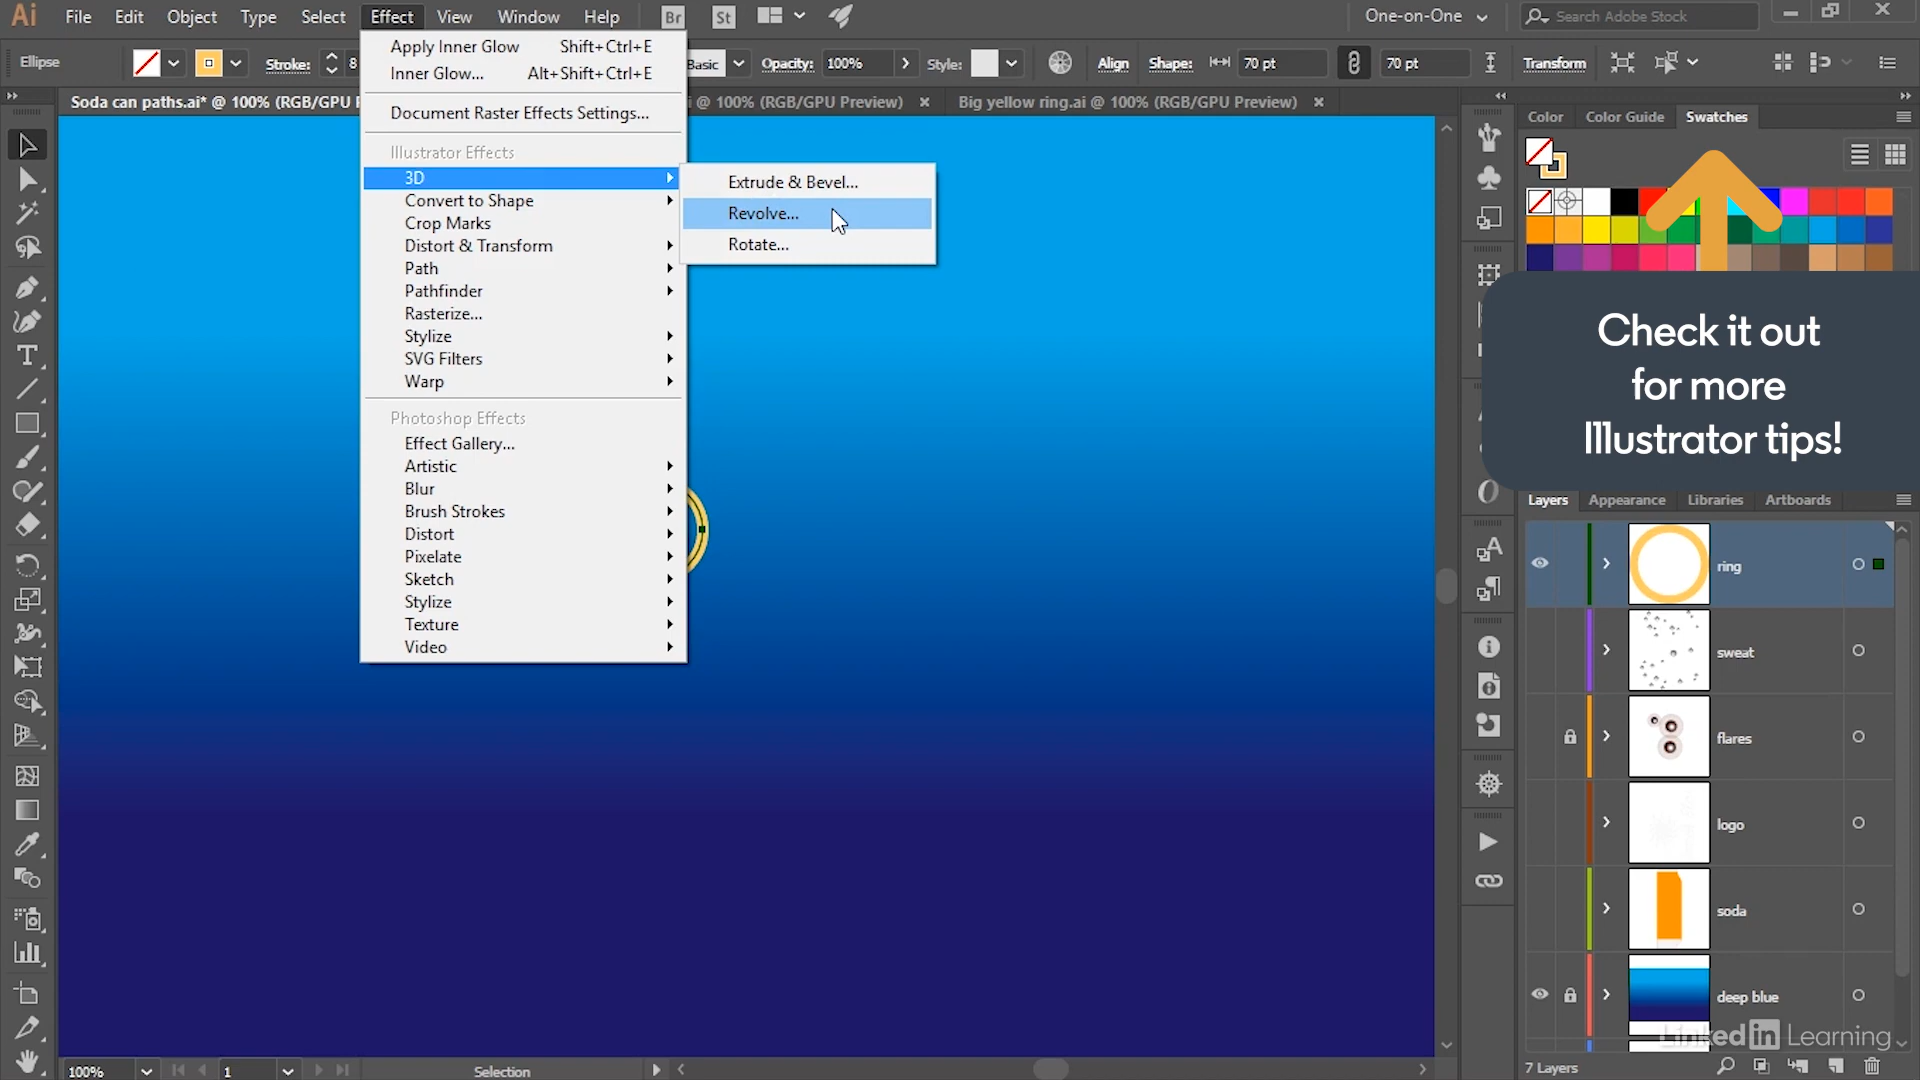 Ai File Edit Object Type Select Effect View Window Help Br St One-on-One Search Adobe Stock
Ellipse Stroke: 8 Basic Opacity: 100% Style: Align Shape: 70 pt 70 pt Transform
Soda can paths.ai* @ 100% (RGB/GPU @ 100% (RGB/GPU Preview) × Big yellow ring.ai @ 100% (RGB/GPU Preview) ×
Apply Inner Glow Shift+Ctrl+E
Inner Glow... Alt+Shift+Ctrl+E
Document Raster Effects Settings...
Illustrator Effects
3D
Convert to Shape
Crop Marks
Distort & Transform
Path
Pathfinder
Rasterize...
Stylize
SVG Filters
Warp
Photoshop Effects
Effect Gallery...
Artistic
Blur
Brush Strokes
Distort
Pixelate
Sketch
Stylize
Texture
Video
Extrude & Bevel...
Revolve...
Rotate...
Color Color Guide Swatches
Check it out
for more
Illustrator tips!
Layers Appearance Libraries Artboards
ring
sweat
flares
logo
soda
deep blue
Linked in Learning
7 Layers
100% 1 Selection